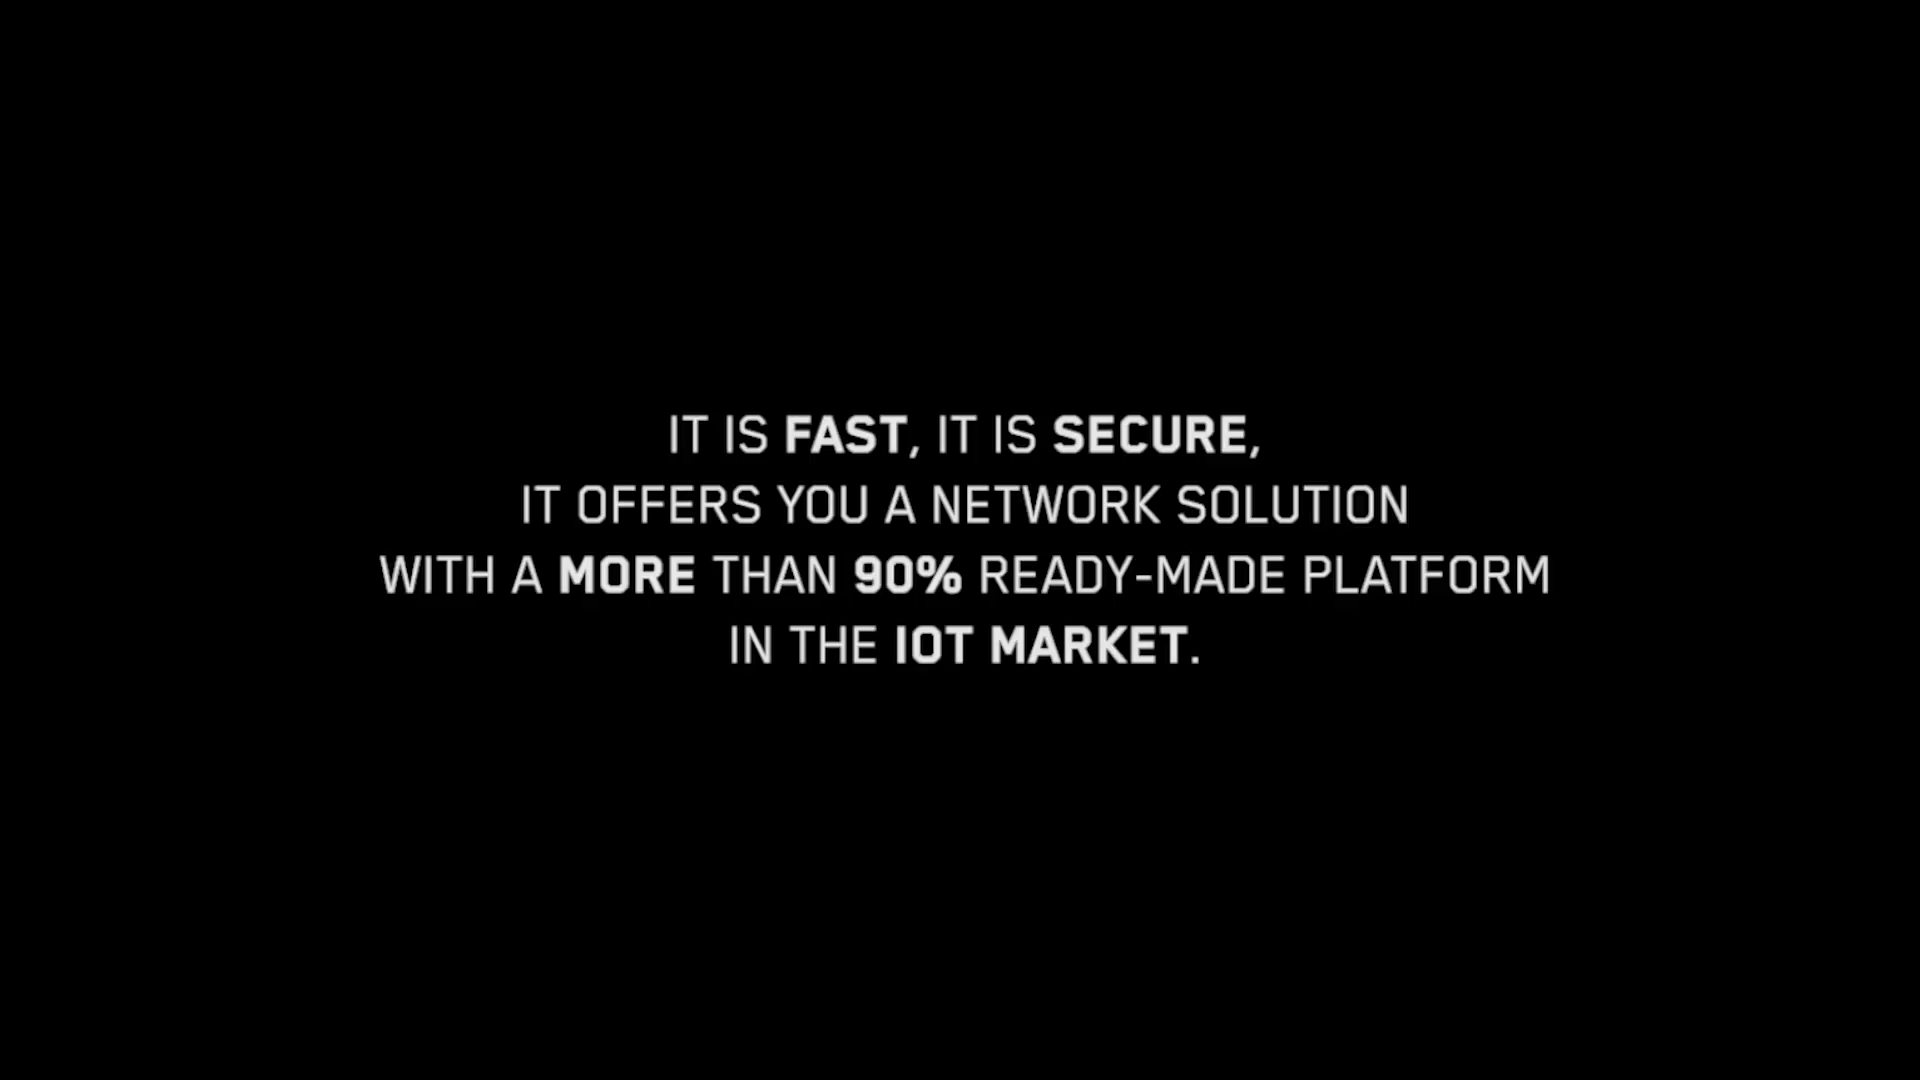 IT IS FAST, IT IS SECURE,
IT OFFERS YOU A NETWORK SOLUTION
WITH A MORE THAN 90% READY-MADE PLATFORM
IN THE IOT MARKET.